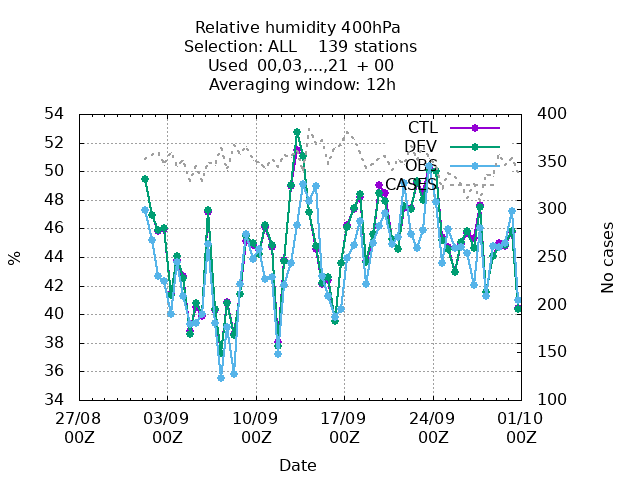 Relative humidity 400hPa
Selection: ALL    139 stations
Used  00,03,...,21  + 00
Averaging window: 12h
54
52
50
48
46
44
42
40
38
36
34
%
400
350
300
250
200
150
100
No cases
CTL
DEV
OBS
CASES
27/08 03/09 10/09 17/09 24/09 01/10
00Z 00Z 00Z 00Z 00Z 00Z
Date